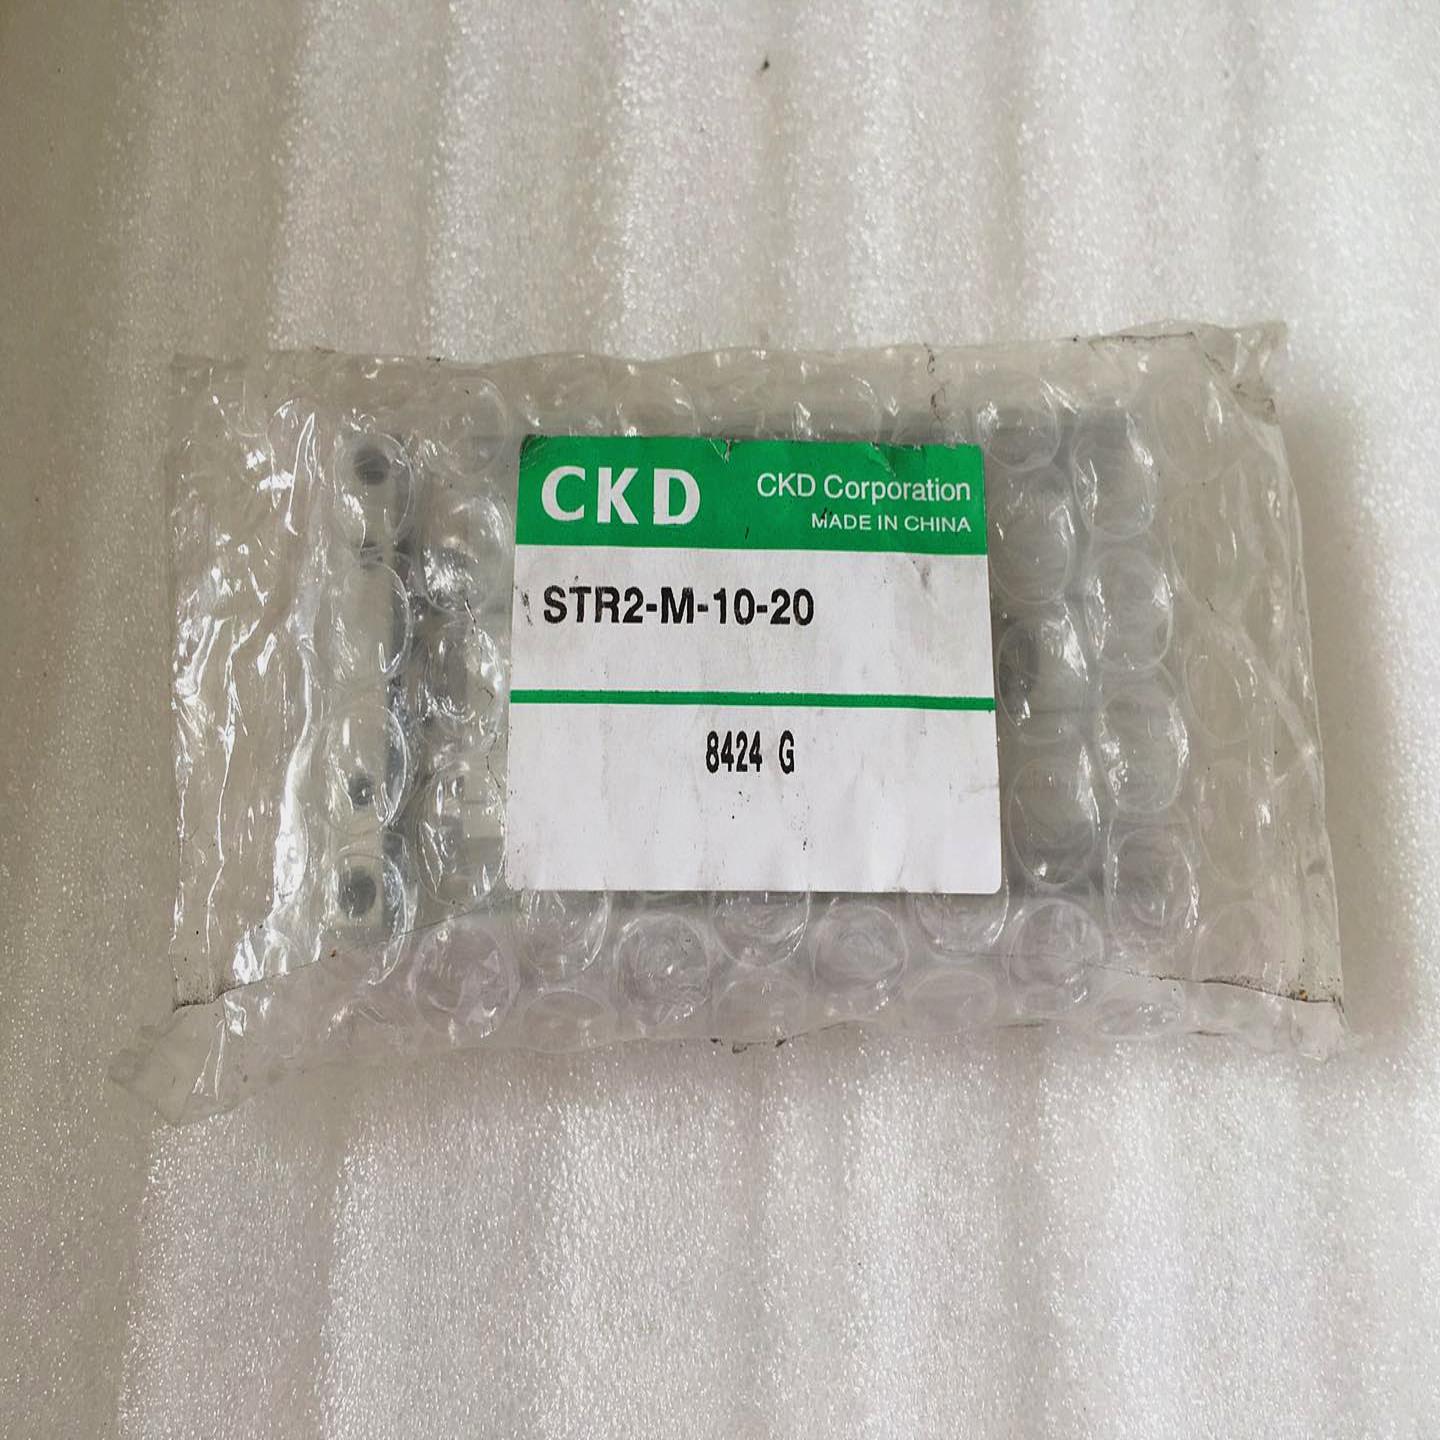 CKD
CKD Corporation
MADE IN CHINA
STR2-M-10-20
8424 G